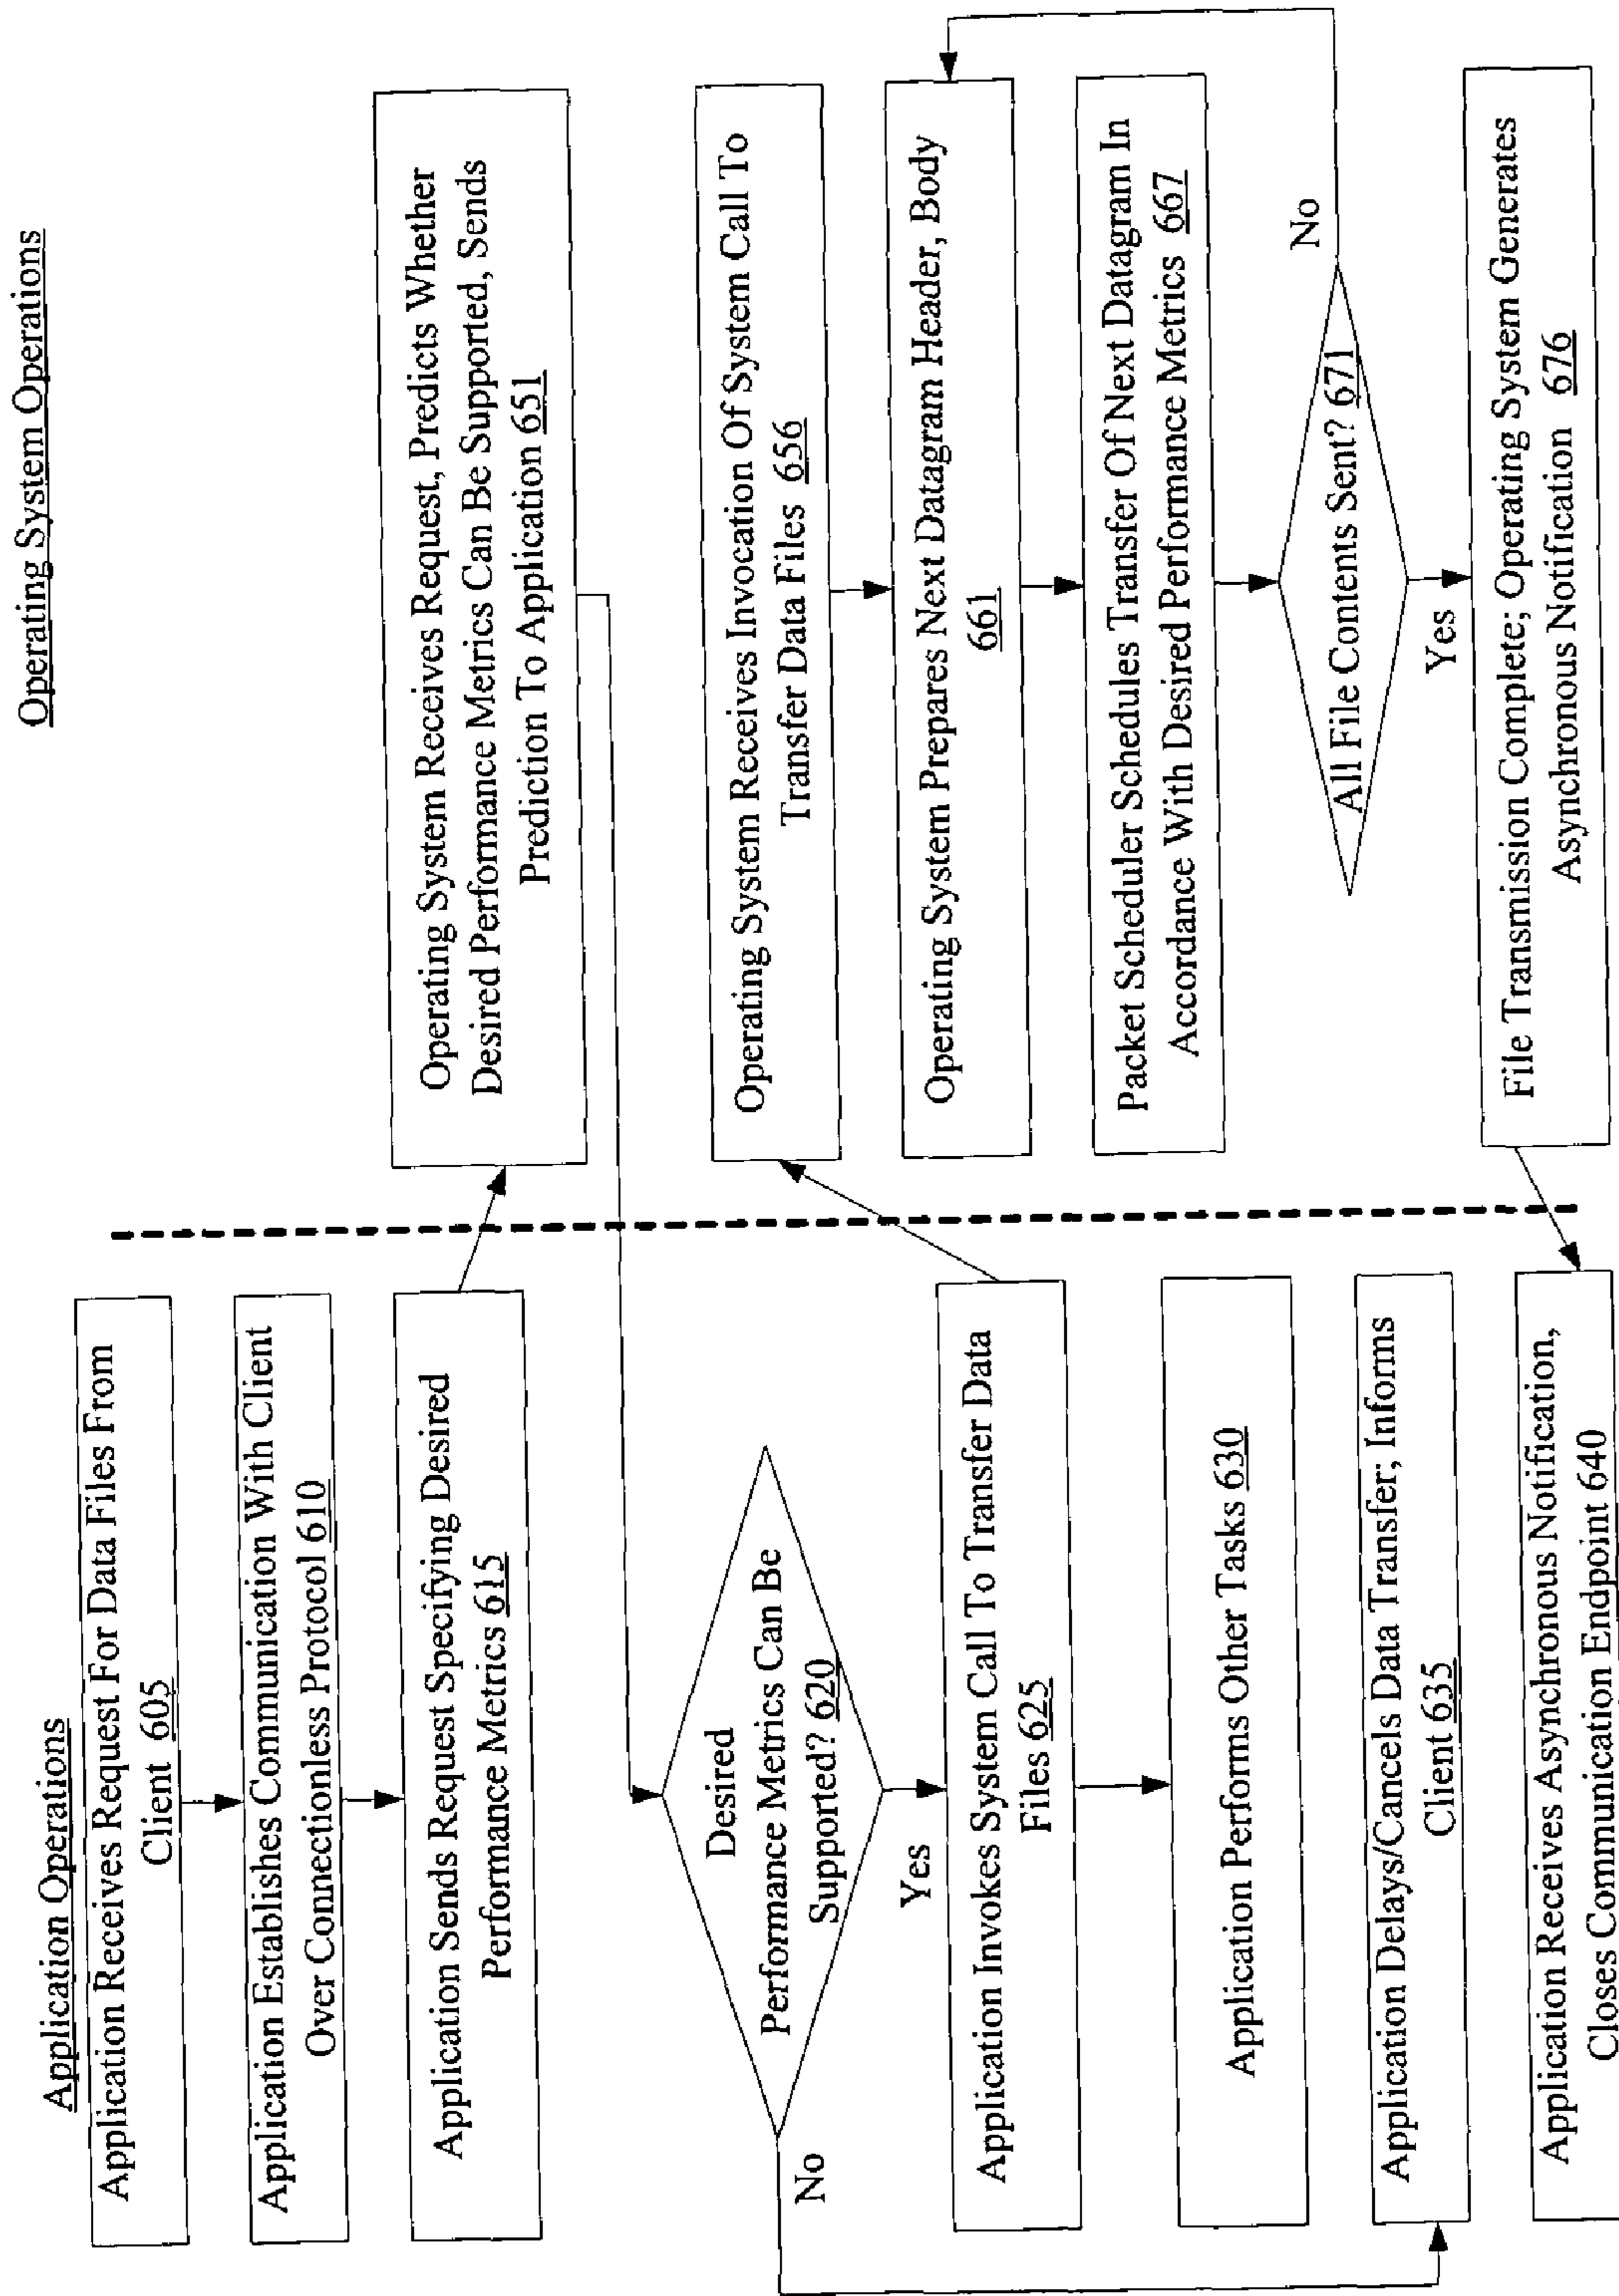 Application Operations
Application Receives Request For Data Files From
Client 605
Application Establishes Communication With Client
Over Connectionless Protocol 610
Application Sends Request Specifying Desired
Performance Metrics 615
Desired
Performance Metrics Can Be
Supported? 620
No
Yes
Application Invokes System Call To Transfer Data
Files 625
Application Performs Other Tasks 630
Application Delays/Cancels Data Transfer; Informs
Client 635
Application Receives Asynchronous Notification,
Closes Communication Endpoint 640
Operating System Operations
Operating System Receives Request, Predicts Whether
Desired Performance Metrics Can Be Supported, Sends
Prediction To Application 651
Operating System Receives Invocation Of System Call To
Transfer Data Files 656
Operating System Prepares Next Datagram Header, Body
661
Packet Scheduler Schedules Transfer Of Next Datagram In
Accordance With Desired Performance Metrics 667
All File Contents Sent? 671
No
Yes
File Transmission Complete; Operating System Generates
Asynchronous Notification 676